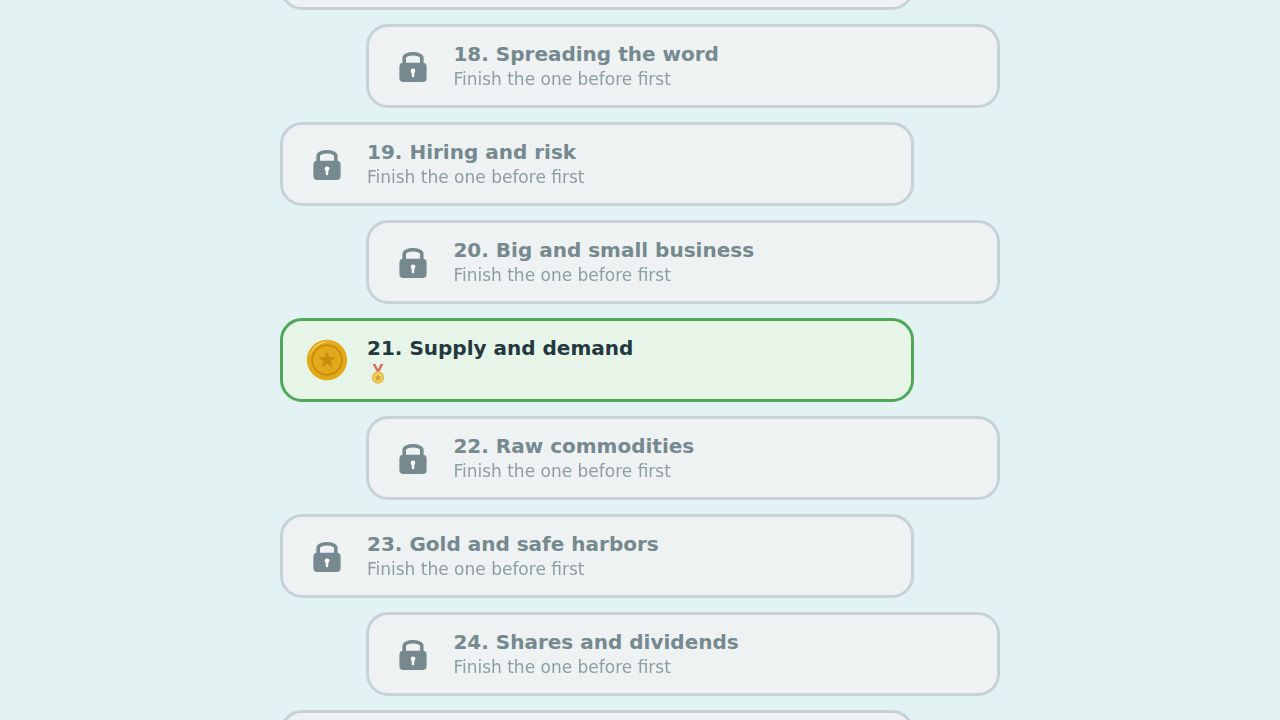 18. Spreading the word
Finish the one before first
19. Hiring and risk
Finish the one before first
20. Big and small business
Finish the one before first
21. Supply and demand
22. Raw commodities
Finish the one before first
23. Gold and safe harbors
Finish the one before first
24. Shares and dividends
Finish the one before first